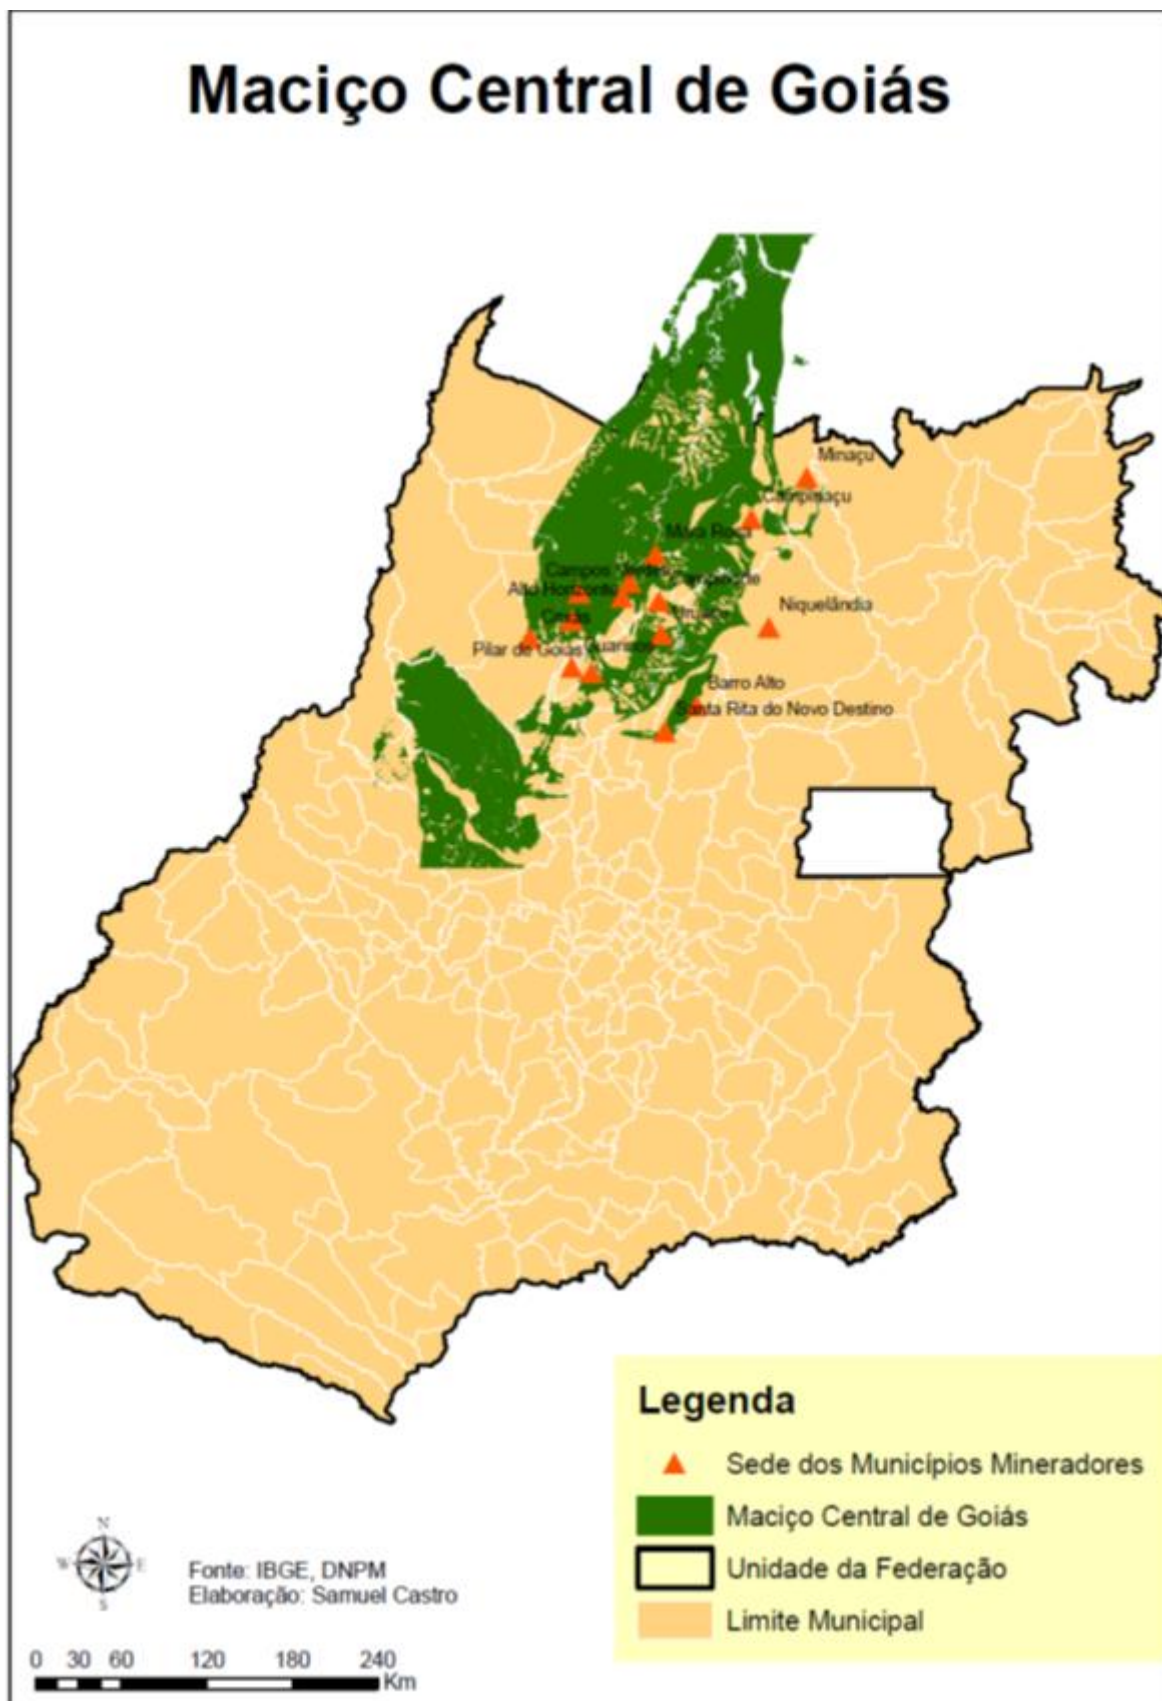 Maciço Central de Goiás
Minaçu
Campinaçu
Mara Rosa
Campos
Alto Horizonte
Niquelândia
Pilar de Goiás
Guarinos
Barro Alto
Santa Rita do Novo Destino
Legenda
Sede dos Municípios Mineradores
Maciço Central de Goiás
Unidade da Federação
Limite Municipal
N
W
E
S
Fonte: IBGE, DNPM
Elaboração: Samuel Castro
0 30 60 120 180 240
Km